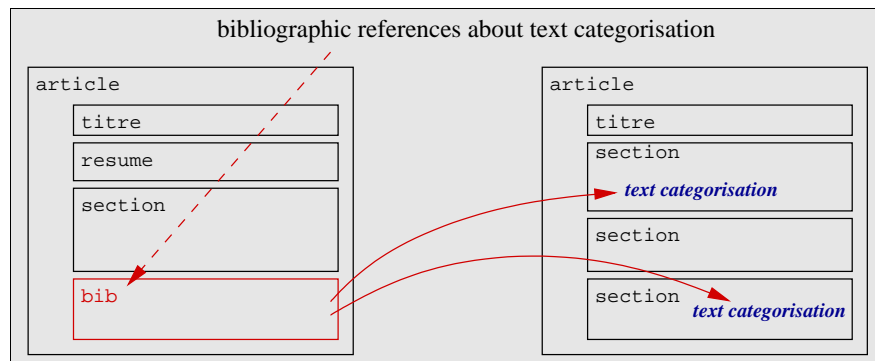 bibliographic references about text categorisation
article
titre
resume
section
bib
article
titre
section
text categorisation
section
section
text categorisation